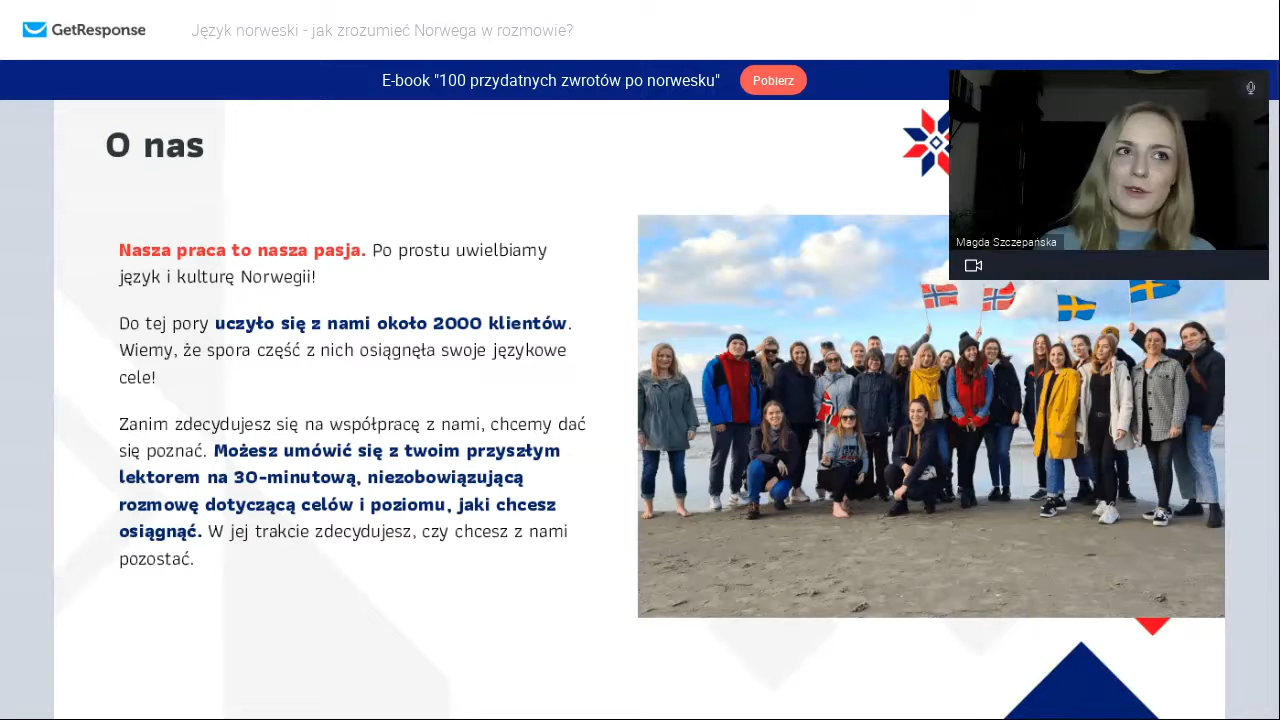 GetResponse
Język norweski - jak zrozumieć Norwega w rozmowie?
E-book "100 przydatnych zwrotów po norwesku"
Pobierz
O nas
Magda Szczepańska
Nasza praca to nasza pasja. Po prostu uwielbiamy
język i kulturę Norwegii!
Do tej pory uczyło się z nami około 2000 klientów.
Wiemy, że spora część z nich osiągnęła swoje językowe
cele!
Zanim zdecydujesz się na współpracę z nami, chcemy dać
się poznać. Możesz umówić się z twoim przyszłym
lektorem na 30-minutową, niezobowiązującą
rozmowę dotyczącą celów i poziomu, jaki chcesz
osiągnąć. W jej trakcie zdecydujesz, czy chcesz z nami
pozostać.